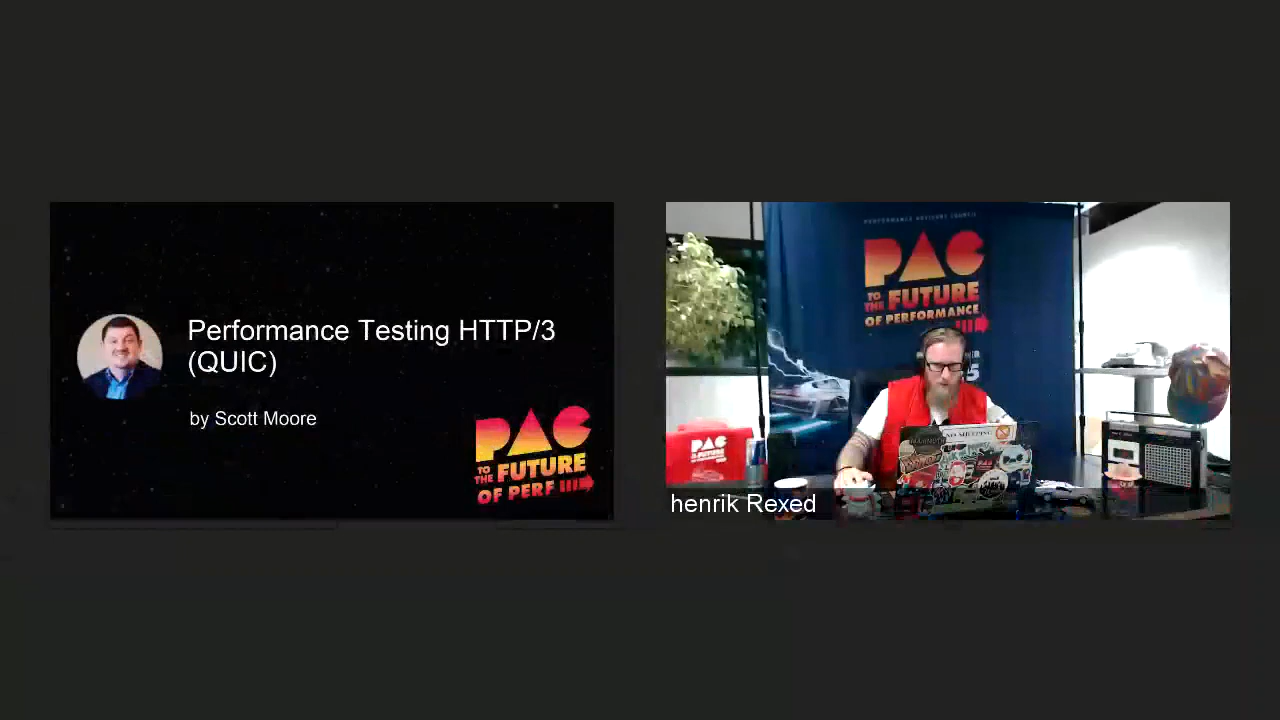 Performance Testing HTTP/3
(QUIC)
by Scott Moore
PAC
TO
THE FUTURE
OF PERF
PERFORMANCE ADVISORY COUNCIL
PAC
TO
THE FUTURE
OF PERFORMANCE
PAC
henrik Rexed